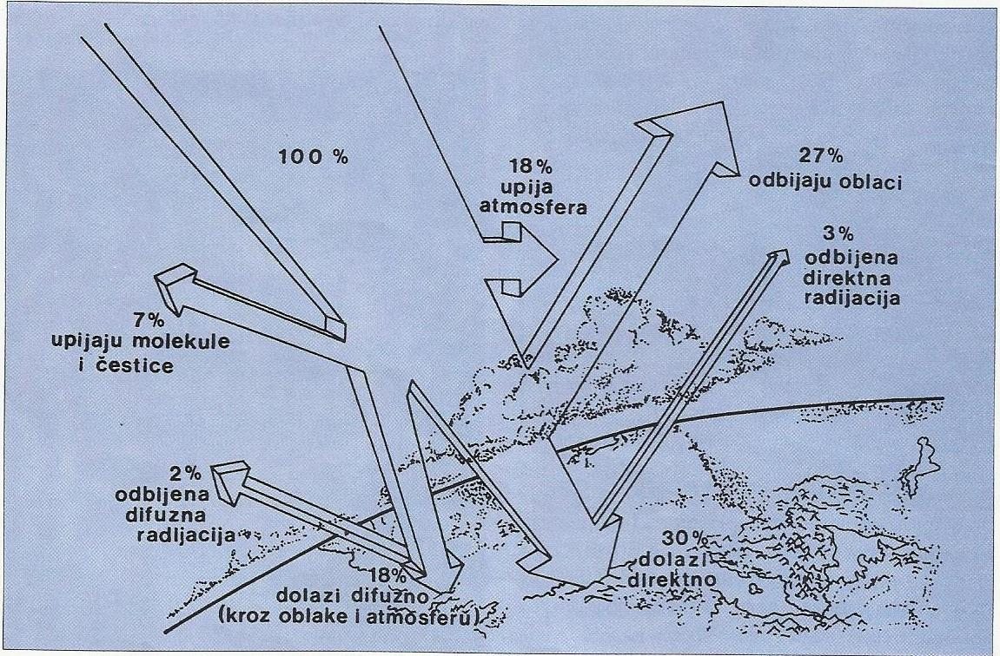 100 %
18%
upija
atmosfera
27%
odbijaju oblaci
3%
odbijena
direktna
radijacija
7%
upijaju molekule
i čestice
2%
odbijena
difuzna
radijacija
18%
dolazi difuzno
(kroz oblake i atmosferu)
30%
dolazi
direktno